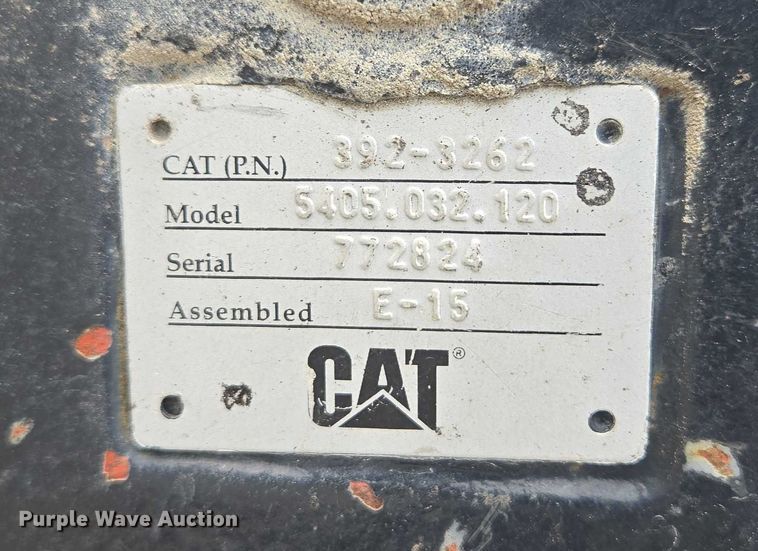 CAT (P.N.) 392-3262
Model 5405.032.120
Serial 772824
Assembled E-15
CAT®
Purple Wave Auction